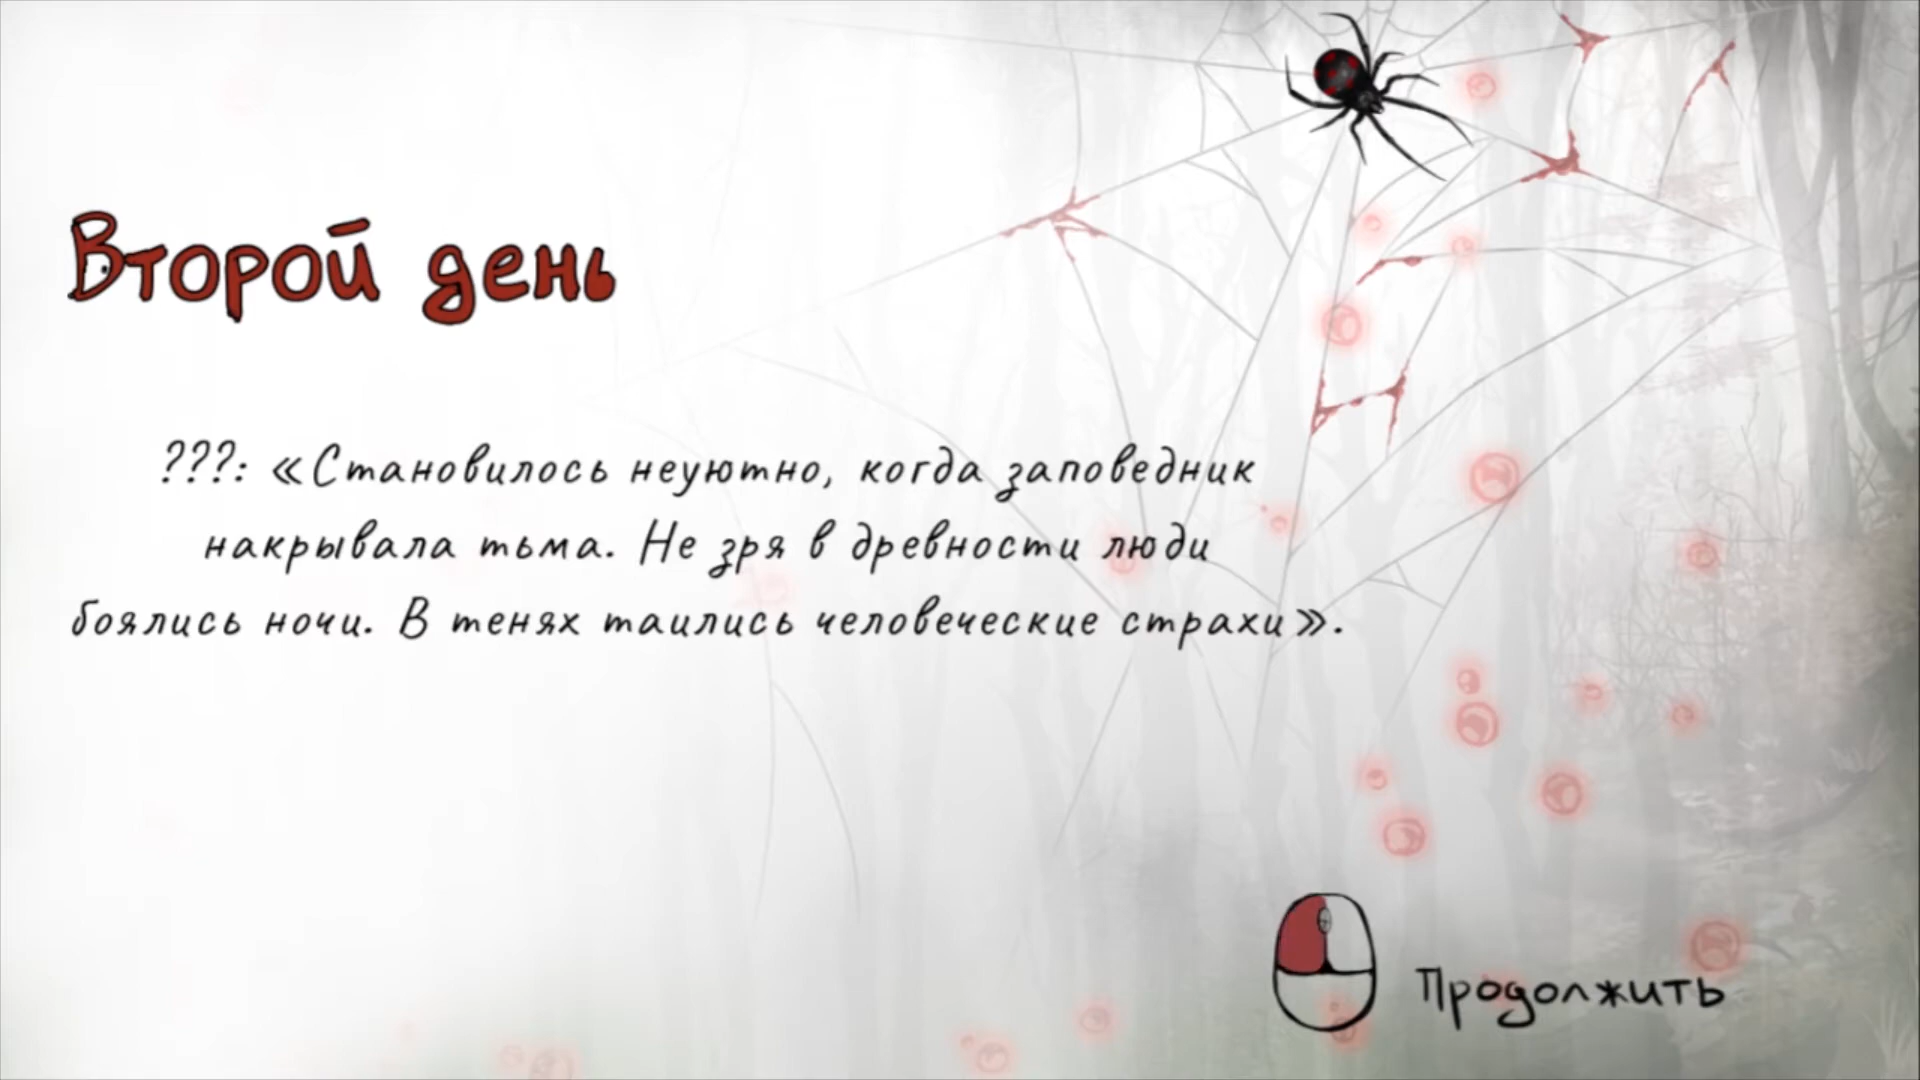 Второй день
???: «Становилось неуютно, когда заповедник
накрывала тьма. Не зря в древности люди
боялись ночи. В тенях таились человеческие страхи».
Продолжить